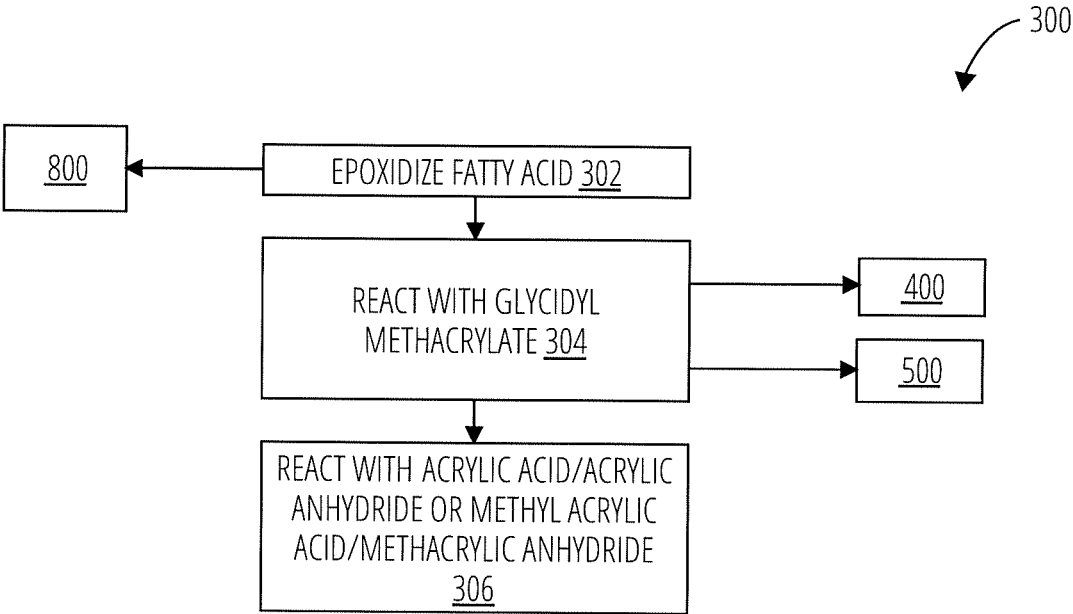 300
800
EPOXIDIZE FATTY ACID 302
REACT WITH GLYCIDYL
METHACRYLATE 304
400
500
REACT WITH ACRYLIC ACID/ACRYLIC
ANHYDRIDE OR METHYL ACRYLIC
ACID/METHACRYLIC ANHYDRIDE
306